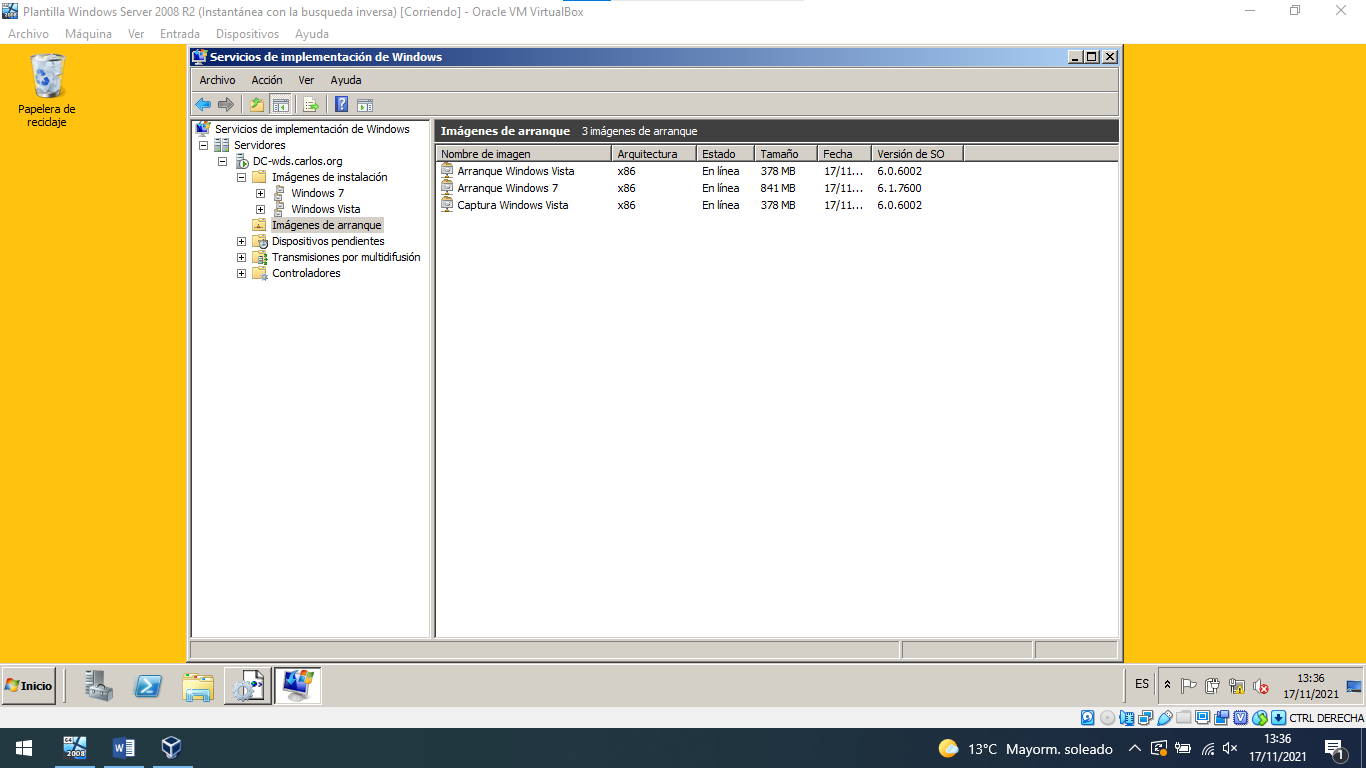 Plantilla Windows Server 2008 R2 (Instantánea con la busqueda inversa) [Corriendo] - Oracle VM VirtualBox
Archivo Máquina Ver Entrada Dispositivos Ayuda
Papelera de
reciclaje
Servicios de implementación de Windows
Archivo Acción Ver Ayuda
Servicios de implementación de Windows
Servidores
DC-wds.carlos.org
Imágenes de instalación
Windows 7
Windows Vista
Imágenes de arranque
Dispositivos pendientes
Transmisiones por multidifusión
Controladores
Imágenes de arranque 3 imágenes de arranque
Nombre de imagen Arquitectura Estado Tamaño Fecha Versión de SO
Arranque Windows Vista x86 En línea 378 MB 17/11... 6.0.6002
Arranque Windows 7 x86 En línea 841 MB 17/11... 6.1.7600
Captura Windows Vista x86 En línea 378 MB 17/11... 6.0.6002
Inicio
ES
13:36
17/11/2021
CTRL DERECHA
2008
13°C Mayorm. soleado
13:36
17/11/2021
1